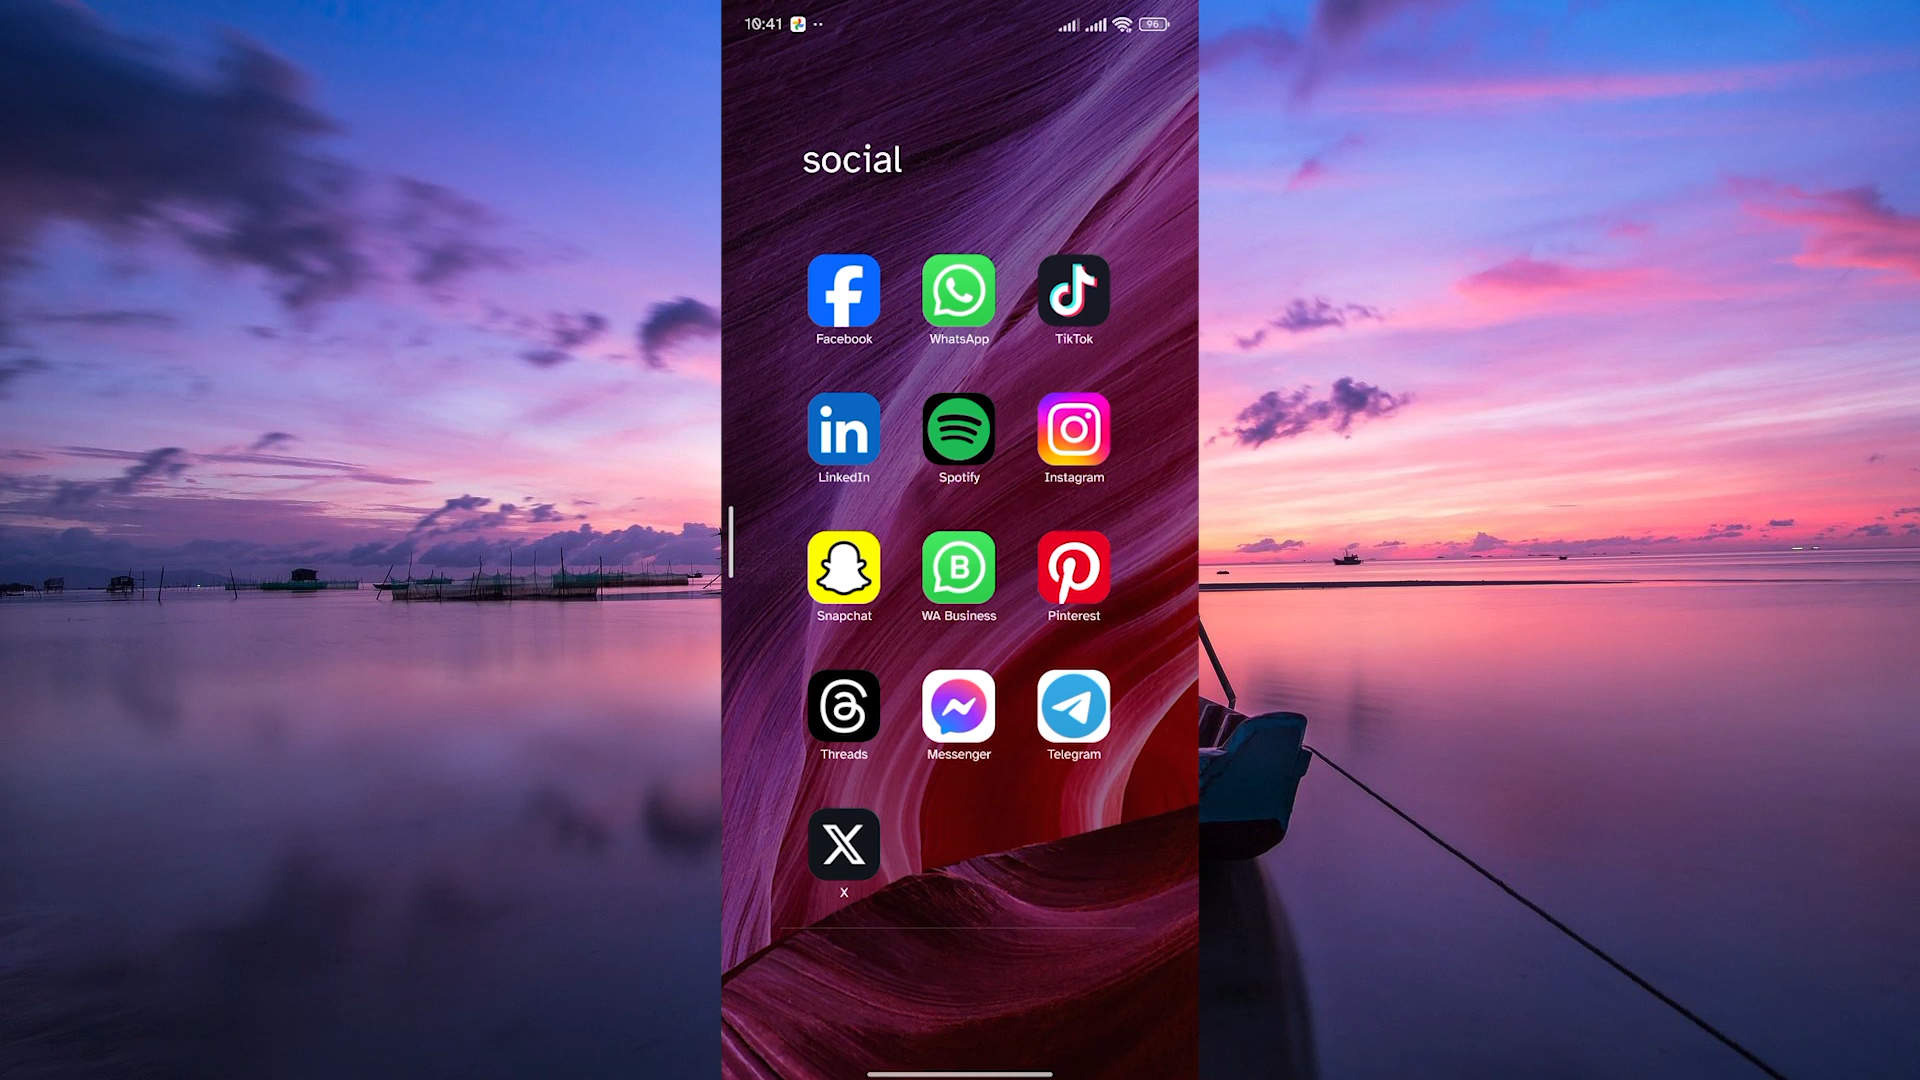 10:41
96
social
Facebook WhatsApp TikTok
LinkedIn Spotify Instagram
Snapchat WA Business Pinterest
Threads Messenger Telegram
X